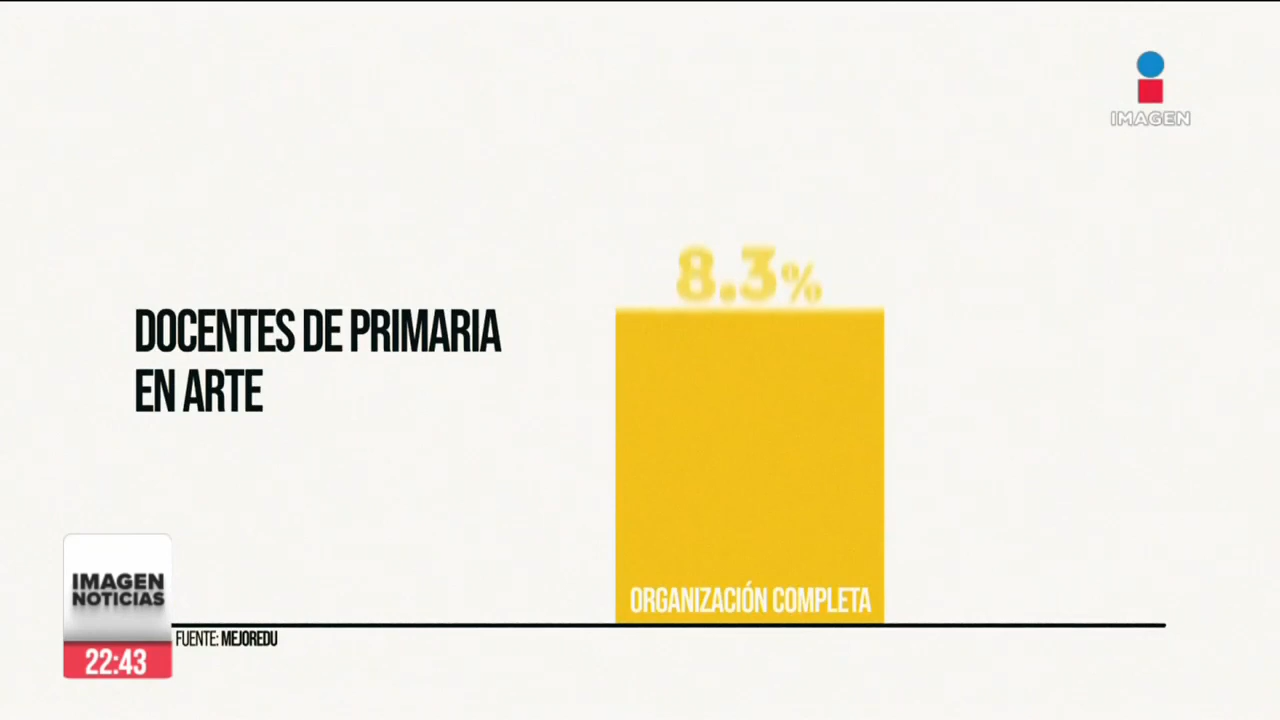 IMAGEN
8.3%
DOCENTES DE PRIMARIA
EN ARTE
ORGANIZACIÓN COMPLETA
IMAGEN
NOTICIAS
FUENTE: MEJOREDU
22:43